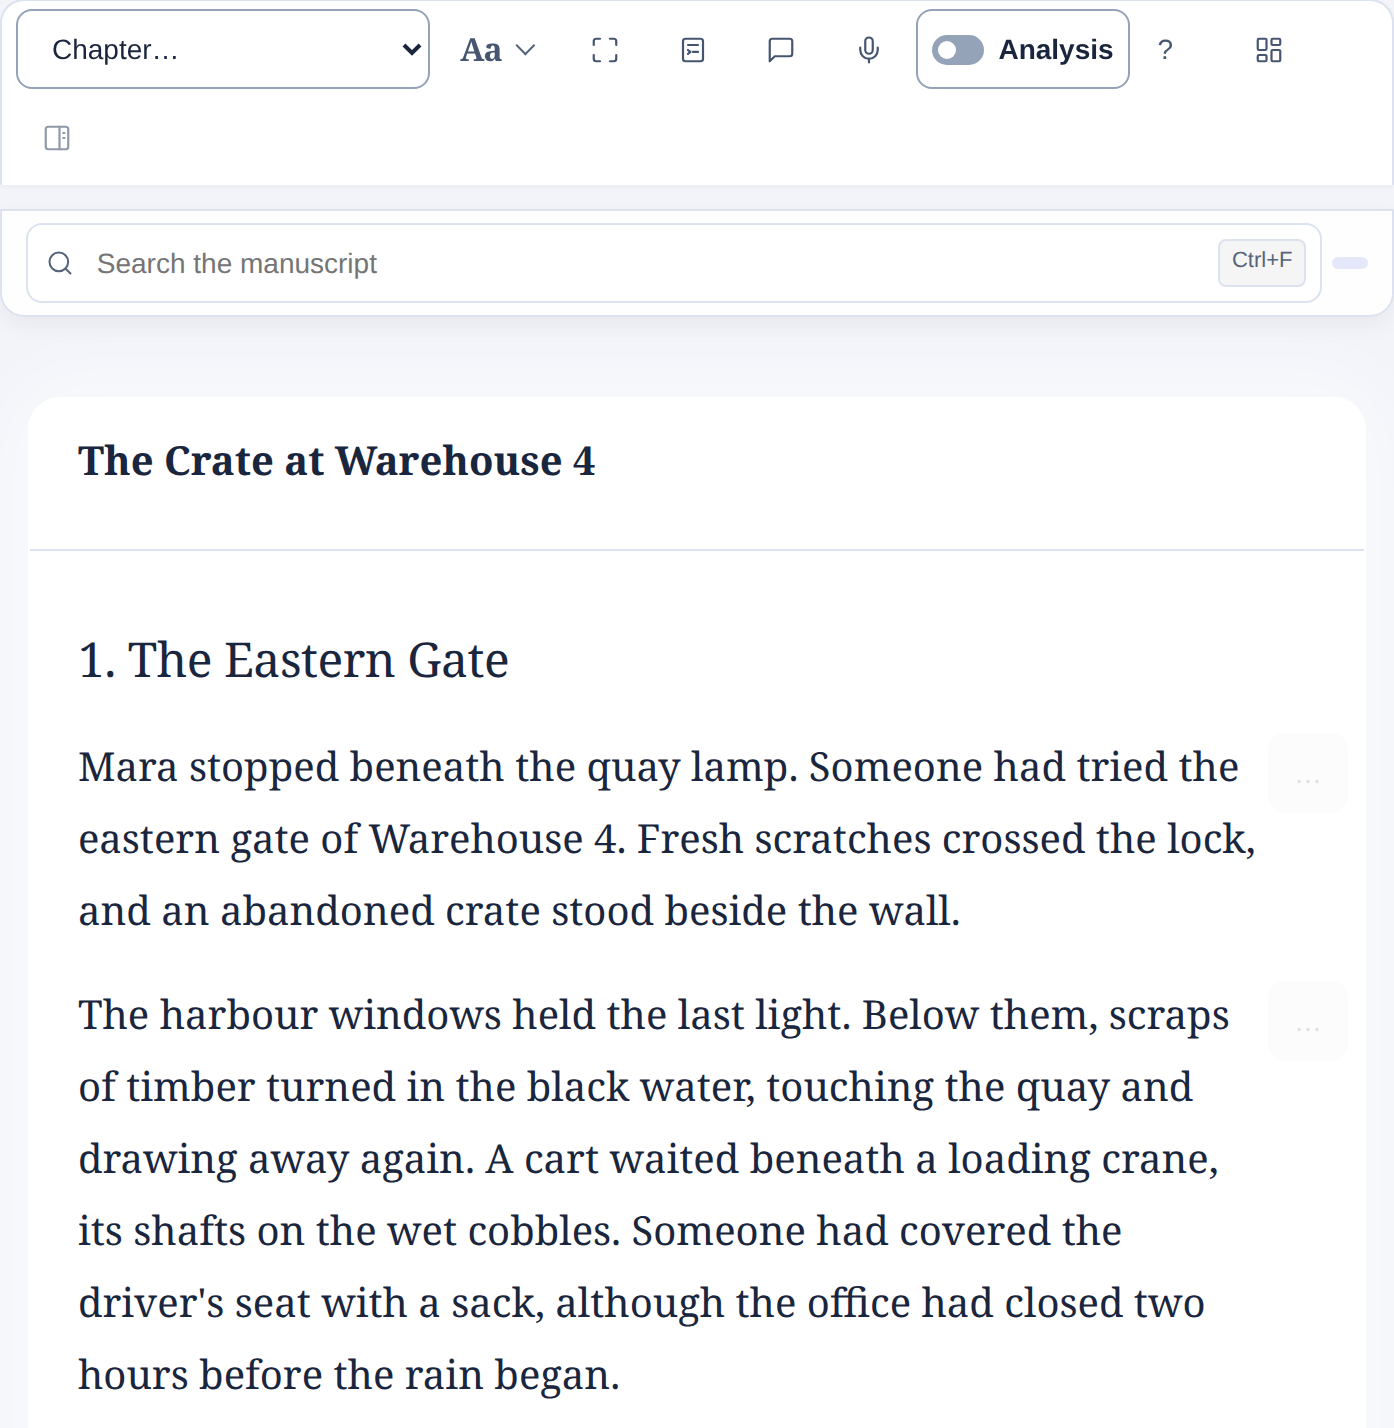 Chapter…
Aa
Analysis
?
Search the manuscript
Ctrl+F
The Crate at Warehouse 4
1. The Eastern Gate
Mara stopped beneath the quay lamp. Someone had tried the
...
eastern gate of Warehouse 4. Fresh scratches crossed the lock,
and an abandoned crate stood beside the wall.
The harbour windows held the last light. Below them, scraps
...
of timber turned in the black water, touching the quay and
drawing away again. A cart waited beneath a loading crane,
its shafts on the wet cobbles. Someone had covered the
driver's seat with a sack, although the office had closed two
hours before the rain began.